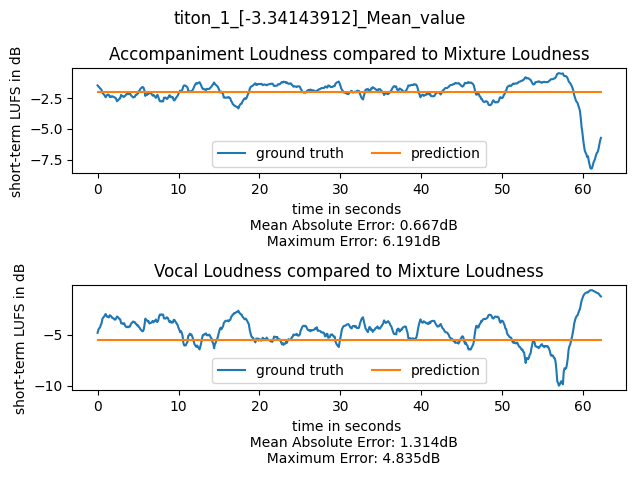 titon_1_[-3.34143912]_Mean_value
Accompaniment Loudness compared to Mixture Loudness
short-term LUFS in dB
−2.5
−5.0
−7.5
ground truth
prediction
0 10 20 30 40 50 60
time in seconds
Mean Absolute Error: 0.667dB
Maximum Error: 6.191dB
Vocal Loudness compared to Mixture Loudness
short-term LUFS in dB
−5
−10
ground truth
prediction
0 10 20 30 40 50 60
time in seconds
Mean Absolute Error: 1.314dB
Maximum Error: 4.835dB